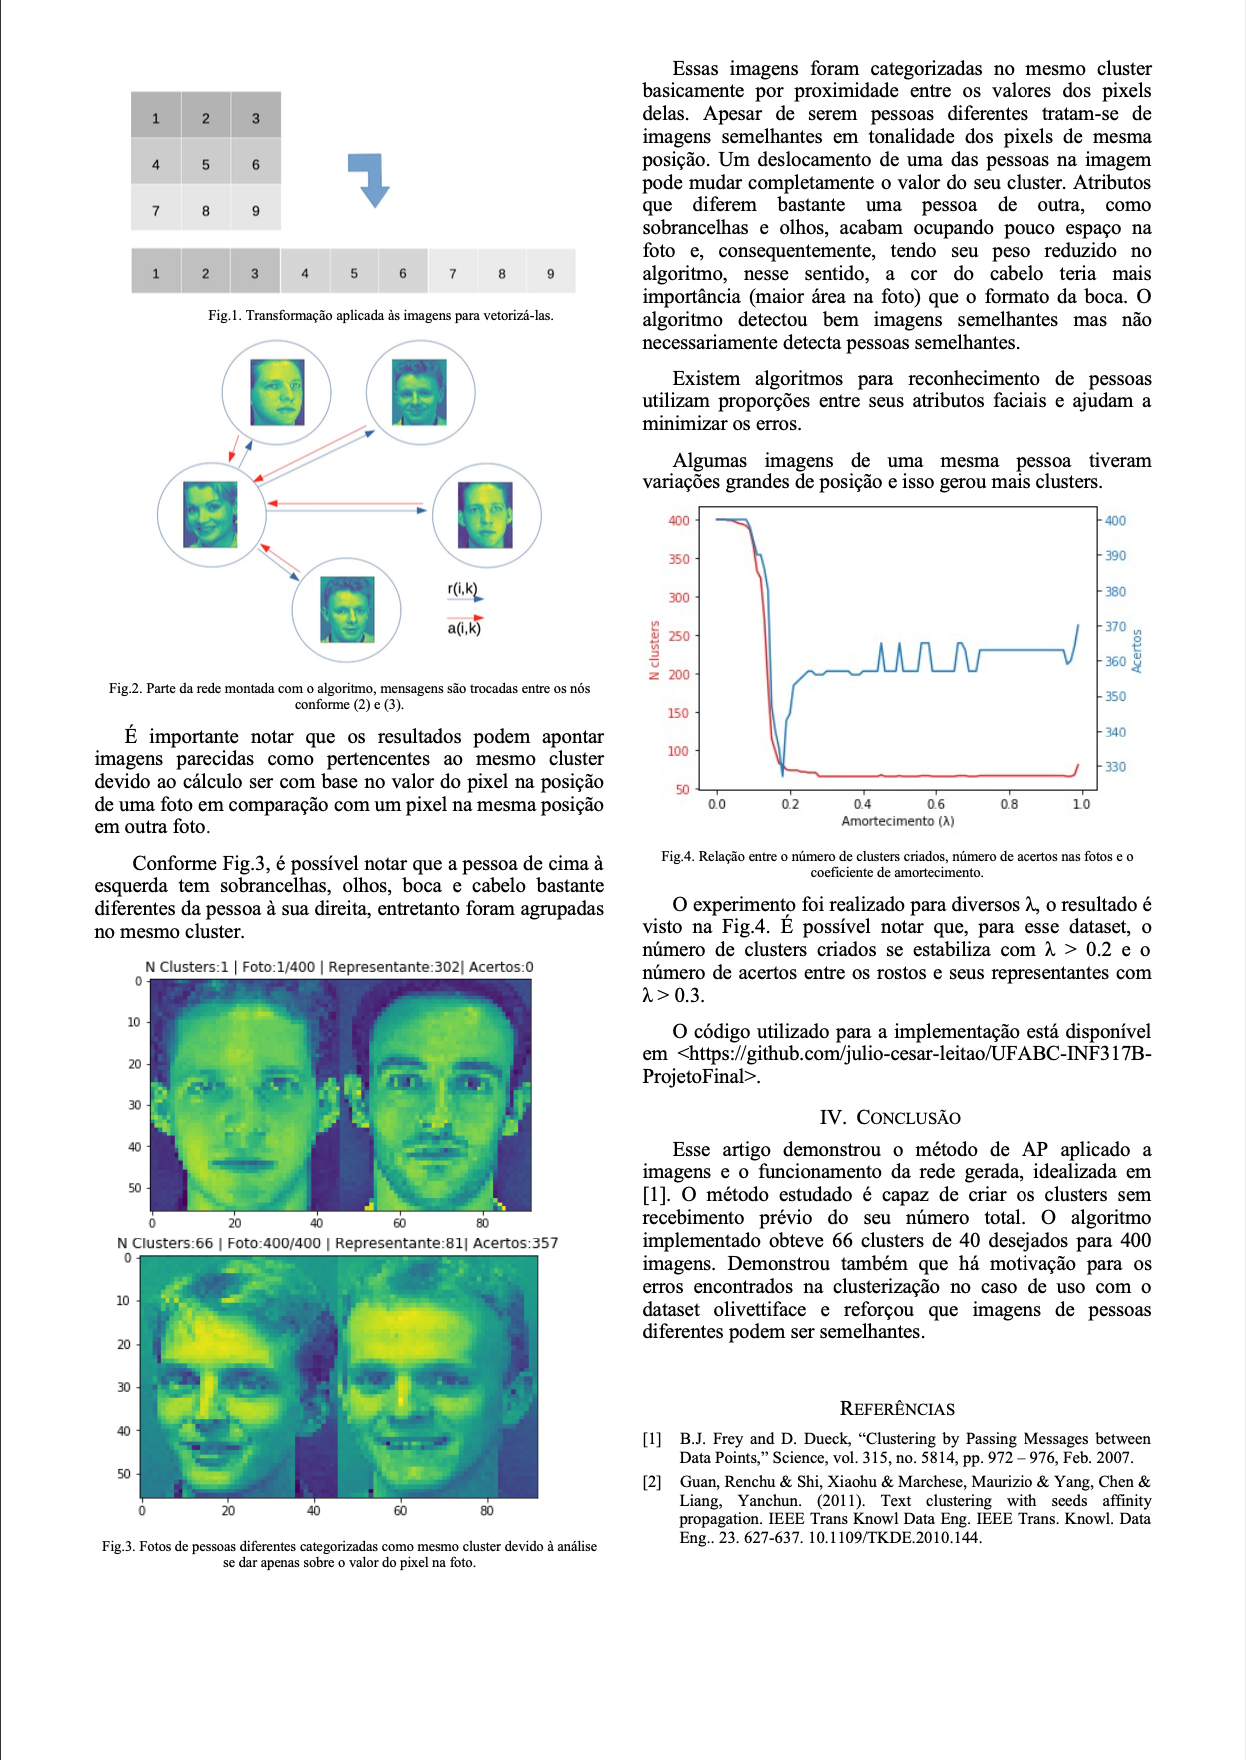 1 2 3
4 5 6
7 8 9
1 2 3 4 5 6 7 8 9
Fig.1. Transformação aplicada às imagens para vetorizá-las.
r(i,k)
a(i,k)
Fig.2. Parte da rede montada com o algoritmo, mensagens são trocadas entre os nós
conforme (2) e (3).
É importante notar que os resultados podem apontar
imagens parecidas como pertencentes ao mesmo cluster
devido ao cálculo ser com base no valor do pixel na posição
de uma foto em comparação com um pixel na mesma posição
em outra foto.
Conforme Fig.3, é possível notar que a pessoa de cima à
esquerda tem sobrancelhas, olhos, boca e cabelo bastante
diferentes da pessoa à sua direita, entretanto foram agrupadas
no mesmo cluster.
N Clusters:1 | Foto:1/400 | Representante:302| Acertos:0
0
10
20
30
40
50
0 20 40 60 80
N Clusters:66 | Foto:400/400 | Representante:81| Acertos:357
0
10
20
30
40
50
0 20 40 60 80
Fig.3. Fotos de pessoas diferentes categorizadas como mesmo cluster devido à análise
se dar apenas sobre o valor do pixel na foto.
Essas imagens foram categorizadas no mesmo cluster
basicamente por proximidade entre os valores dos pixels
delas. Apesar de serem pessoas diferentes tratam-se de
imagens semelhantes em tonalidade dos pixels de mesma
posição. Um deslocamento de uma das pessoas na imagem
pode mudar completamente o valor do seu cluster. Atributos
que diferem bastante uma pessoa de outra, como
sobrancelhas e olhos, acabam ocupando pouco espaço na
foto e, consequentemente, tendo seu peso reduzido no
algoritmo, nesse sentido, a cor do cabelo teria mais
importância (maior área na foto) que o formato da boca. O
algoritmo detectou bem imagens semelhantes mas não
necessariamente detecta pessoas semelhantes.
Existem algoritmos para reconhecimento de pessoas
utilizam proporções entre seus atributos faciais e ajudam a
minimizar os erros.
Algumas imagens de uma mesma pessoa tiveram
variações grandes de posição e isso gerou mais clusters.
N clusters
400
350
300
250
200
150
100
50
400
390
380
370
360
350
340
330
Acertos
0.0 0.2 0.4 0.6 0.8 1.0
Amortecimento (λ)
Fig.4. Relação entre o número de clusters criados, número de acertos nas fotos e o
coeficiente de amortecimento.
O experimento foi realizado para diversos λ, o resultado é
visto na Fig.4. É possível notar que, para esse dataset, o
número de clusters criados se estabiliza com λ > 0.2 e o
número de acertos entre os rostos e seus representantes com
λ > 0.3.
O código utilizado para a implementação está disponível
em <https://github.com/julio-cesar-leitao/UFABC-INF317B-
ProjetoFinal>.
IV. CONCLUSÃO
Esse artigo demonstrou o método de AP aplicado a
imagens e o funcionamento da rede gerada, idealizada em
[1]. O método estudado é capaz de criar os clusters sem
recebimento prévio do seu número total. O algoritmo
implementado obteve 66 clusters de 40 desejados para 400
imagens. Demonstrou também que há motivação para os
erros encontrados na clusterização no caso de uso com o
dataset olivettiface e reforçou que imagens de pessoas
diferentes podem ser semelhantes.
REFERÊNCIAS
[1] B.J. Frey and D. Dueck, “Clustering by Passing Messages between
Data Points,” Science, vol. 315, no. 5814, pp. 972 – 976, Feb. 2007.
[2] Guan, Renchu & Shi, Xiaohu & Marchese, Maurizio & Yang, Chen &
Liang, Yanchun. (2011). Text clustering with seeds affinity
propagation. IEEE Trans Knowl Data Eng. IEEE Trans. Knowl. Data
Eng.. 23. 627-637. 10.1109/TKDE.2010.144.